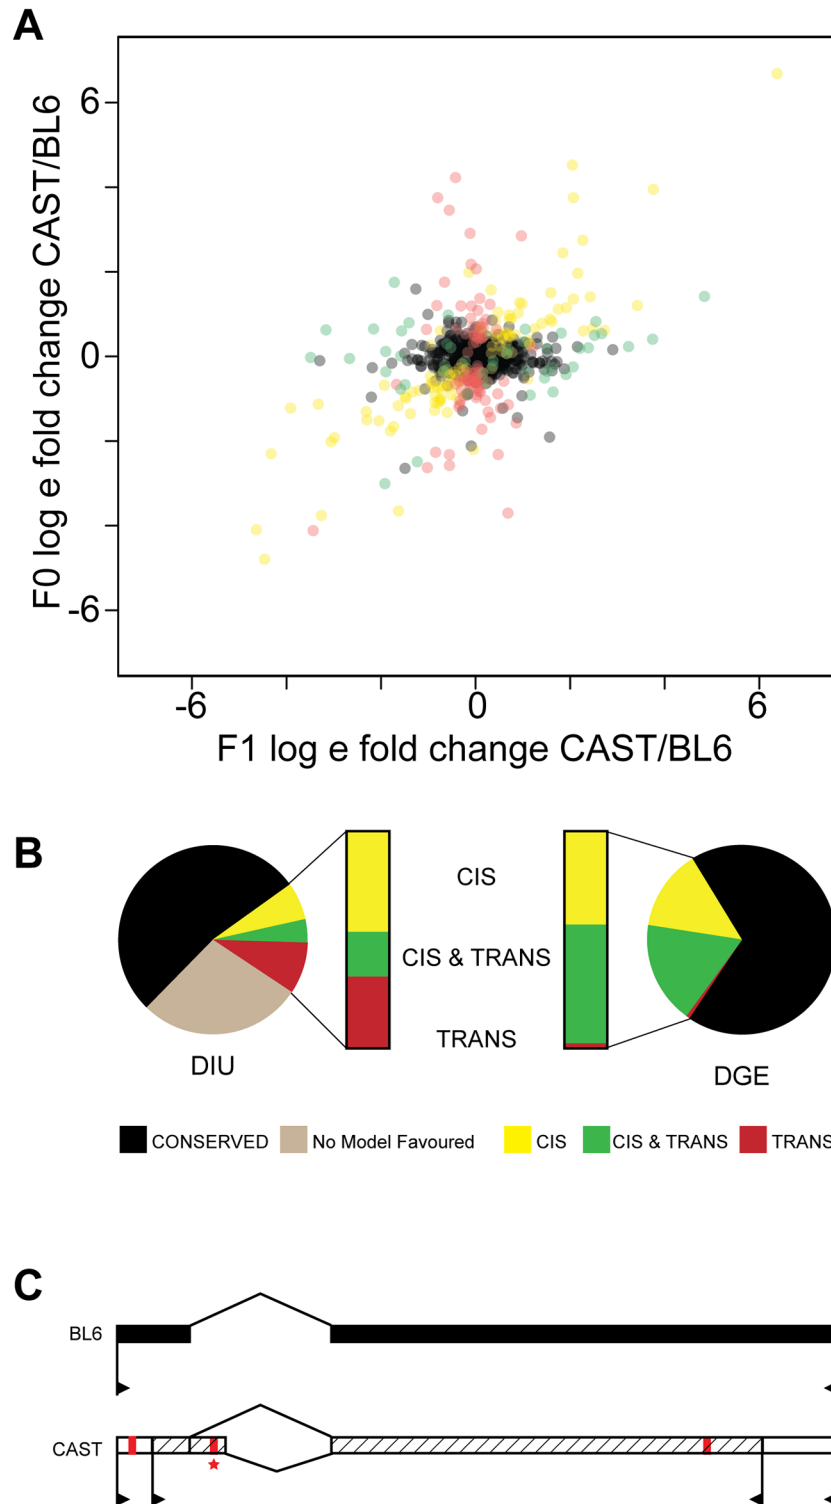 A
F0 log e fold change CAST/BL6
6
0
-6
-6 0 6
F1 log e fold change CAST/BL6
B
CIS
CIS & TRANS
TRANS
DIU
DGE
CONSERVED No Model Favoured CIS CIS & TRANS TRANS
C
BL6
CAST